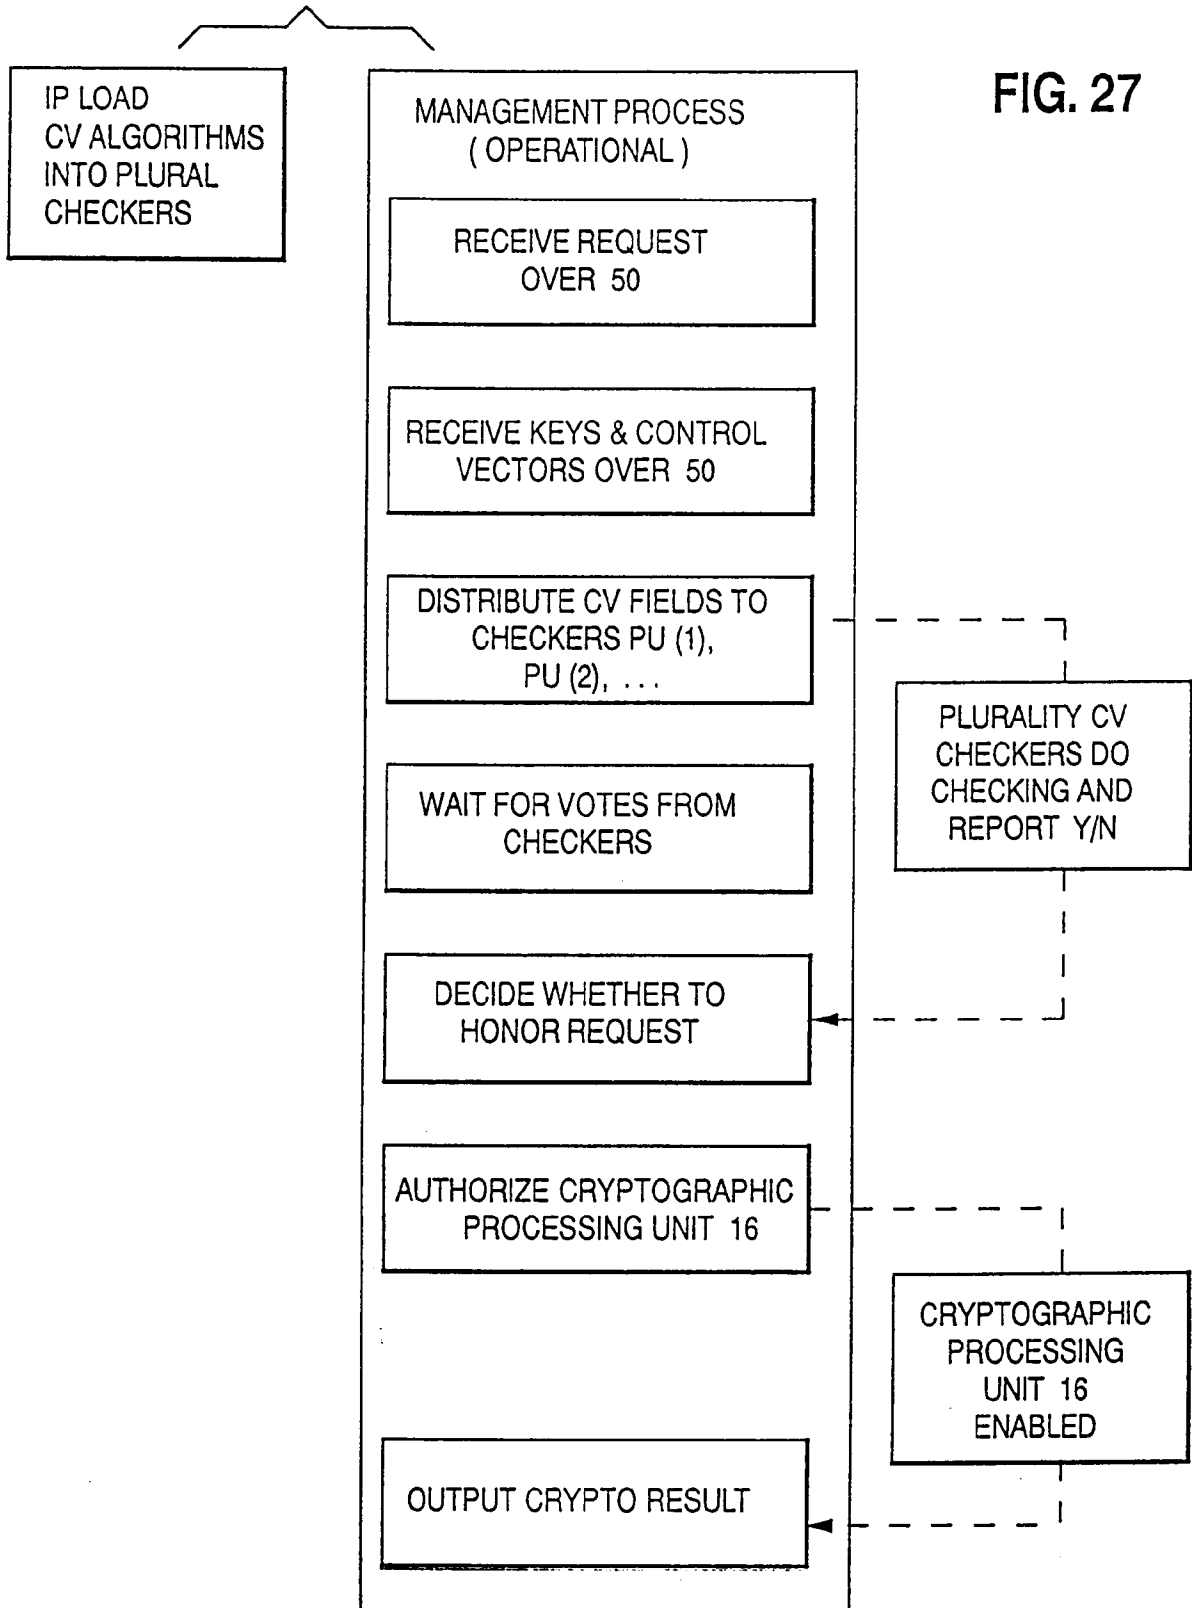 FIG. 27
IP LOAD
CV ALGORITHMS
INTO PLURAL
CHECKERS
MANAGEMENT PROCESS
( OPERATIONAL )
RECEIVE REQUEST
OVER 50
RECEIVE KEYS & CONTROL
VECTORS OVER 50
DISTRIBUTE CV FIELDS TO
CHECKERS PU (1),
PU (2), ...
PLURALITY CV
CHECKERS DO
CHECKING AND
REPORT Y/N
WAIT FOR VOTES FROM
CHECKERS
DECIDE WHETHER TO
HONOR REQUEST
AUTHORIZE CRYPTOGRAPHIC
PROCESSING UNIT 16
CRYPTOGRAPHIC
PROCESSING
UNIT 16
ENABLED
OUTPUT CRYPTO RESULT